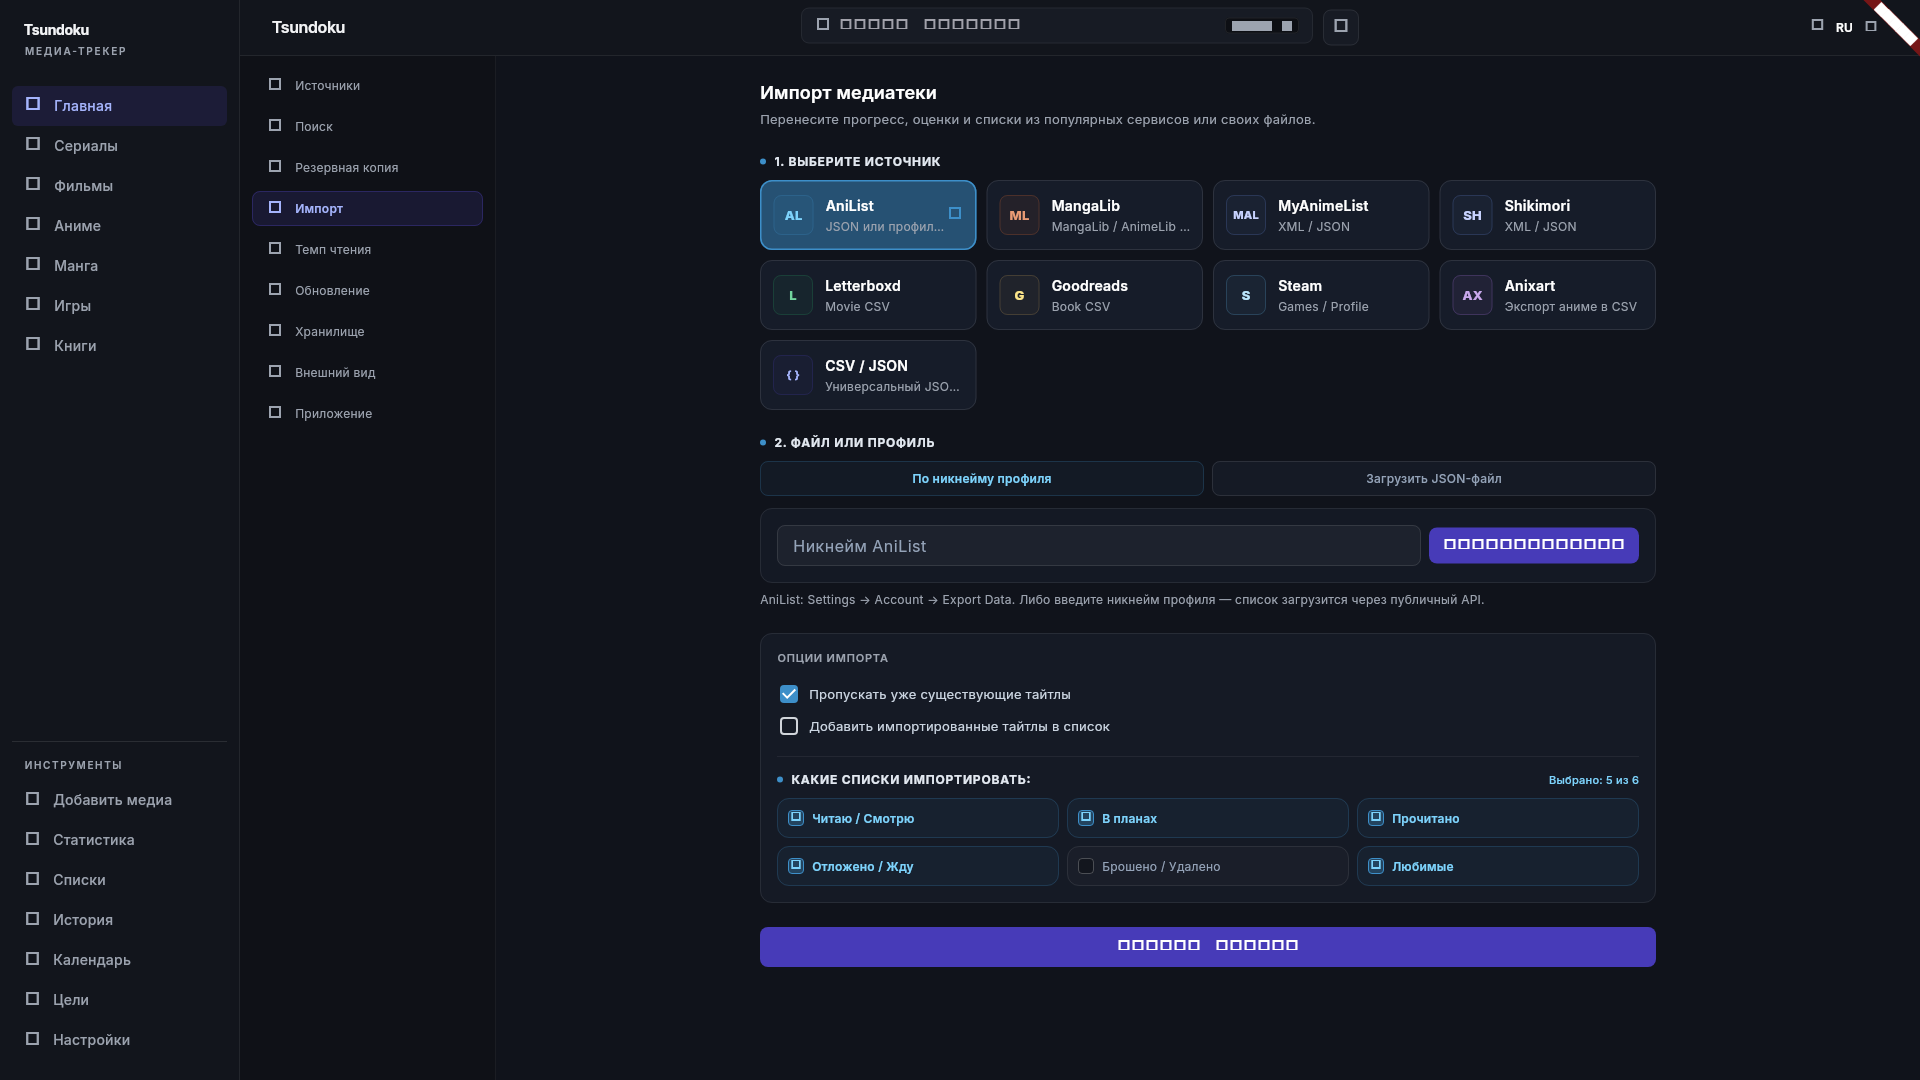 Tsundoku
МЕДИА-ТРЕКЕР
Главная
Сериалы
Фильмы
Аниме
Манга
Игры
Книги
ИНСТРУМЕНТЫ
Добавить медиа
Статистика
Списки
История
Календарь
Цели
Настройки
Tsundoku
RU
Источники
Поиск
Резервная копия
Импорт
Темп чтения
Обновление
Хранилище
Внешний вид
Приложение
Импорт медиатеки
Перенесите прогресс, оценки и списки из популярных сервисов или своих файлов.
1. ВЫБЕРИТЕ ИСТОЧНИК
AL
AniList
JSON или профил...
ML
MangaLib
MangaLib / AnimeLib ...
MAL
MyAnimeList
XML / JSON
SH
Shikimori
XML / JSON
L
Letterboxd
Movie CSV
G
Goodreads
Book CSV
S
Steam
Games / Profile
AX
Anixart
Экспорт аниме в CSV
{ }
CSV / JSON
Универсальный JSO...
2. ФАЙЛ ИЛИ ПРОФИЛЬ
По никнейму профиля
Загрузить JSON-файл
Никнейм AniList
AniList: Settings → Account → Export Data. Либо введите никнейм профиля — список загрузится через публичный API.
ОПЦИИ ИМПОРТА
Пропускать уже существующие тайтлы
Добавить импортированные тайтлы в список
КАКИЕ СПИСКИ ИМПОРТИРОВАТЬ:
Выбрано: 5 из 6
Читаю / Смотрю
В планах
Прочитано
Отложено / Жду
Брошено / Удалено
Любимые